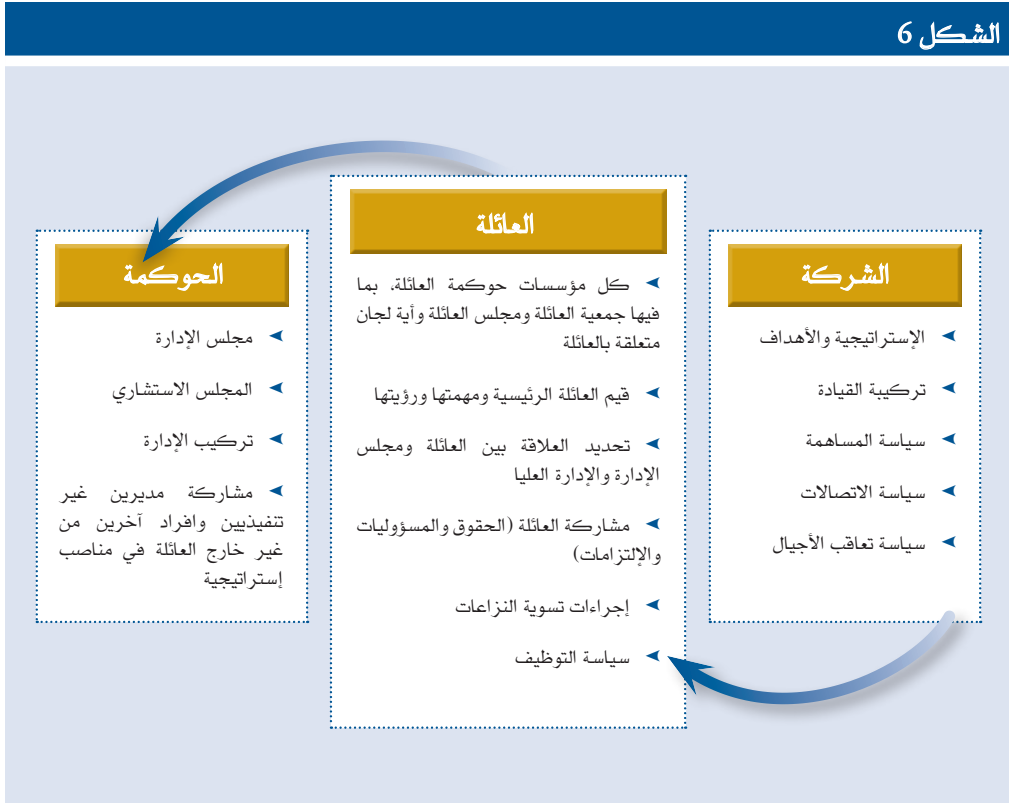 الشكل 6
الشركة
➤ الإستراتيجية والأهداف
➤ تركيبة القيادة
➤ سياسة المساهمة
➤ سياسة الاتصالات
➤ سياسة تعاقب الأجيال
العائلة
➤ كل مؤسسات حوكمة العائلة، بما
فيها جمعية العائلة ومجلس العائلة وأية لجان
متعلقة بالعائلة
➤ قيم العائلة الرئيسية ومهمتها ورؤيتها
➤ تحديد العلاقة بين العائلة ومجلس
الإدارة والإدارة العليا
➤ مشاركة العائلة (الحقوق والمسؤوليات
والإلتزامات)
➤ إجراءات تسوية النزاعات
➤ سياسة التوظيف
الحوكمة
➤ مجلس الإدارة
➤ المجلس الاستشاري
➤ تركيب الإدارة
➤ مشاركة مديرين غير
تنفيذيين وافراد آخرين من
غير خارج العائلة في مناصب
إستراتيجية